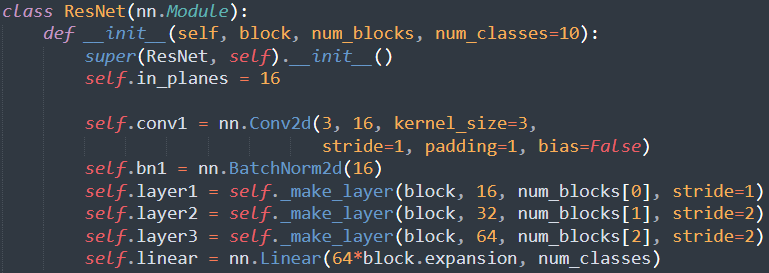 class ResNet(nn.Module):
    def __init__(self, block, num_blocks, num_classes=10):
        super(ResNet, self).__init__()
        self.in_planes = 16

        self.conv1 = nn.Conv2d(3, 16, kernel_size=3,
                               stride=1, padding=1, bias=False)
        self.bn1 = nn.BatchNorm2d(16)
        self.layer1 = self._make_layer(block, 16, num_blocks[0], stride=1)
        self.layer2 = self._make_layer(block, 32, num_blocks[1], stride=2)
        self.layer3 = self._make_layer(block, 64, num_blocks[2], stride=2)
        self.linear = nn.Linear(64*block.expansion, num_classes)